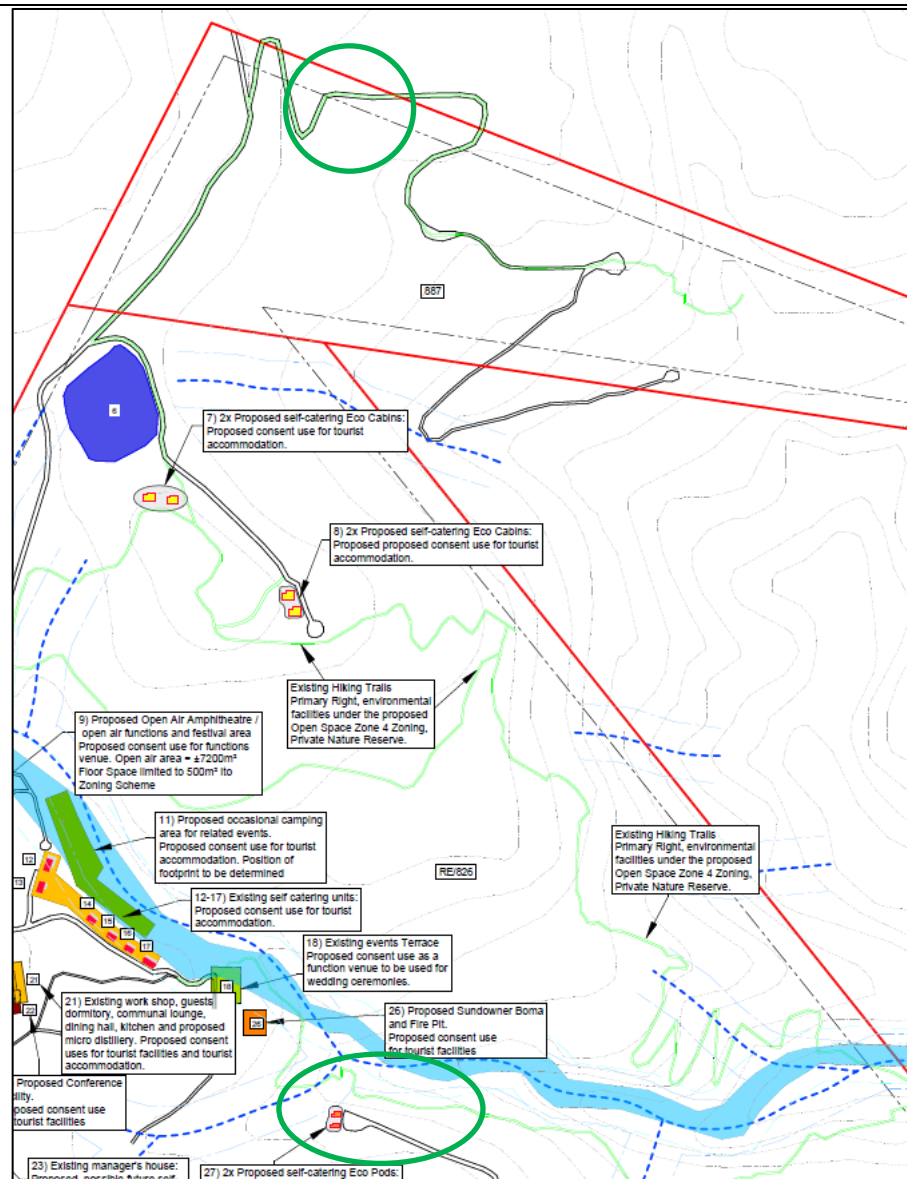 887
6
7) 2x Proposed self-catering Eco Cabins:
Proposed consent use for tourist
accommodation.
8) 2x Proposed self-catering Eco Cabins:
Proposed proposed consent use for tourist
accommodation.
Existing Hiking Trails
Primary Right, environmental
facilities under the proposed
Open Space Zone 4 Zoning,
Private Nature Reserve.
9) Proposed Open Air Amphitheatre /
open air functions and festival area
Proposed consent use for functions
venue. Open air area = ±7200m²
Floor Space limited to 500m² ito
Zoning Scheme
11) Proposed occasional camping
area for related events.
Proposed consent use for tourist
accommodation. Position of
footprint to be determined
Existing Hiking Trails
Primary Right, environmental
facilities under the proposed
Open Space Zone 4 Zoning,
Private Nature Reserve.
12
13
RE/826
14
15
16
17
12-17) Existing self catering units:
Proposed consent use for tourist
accommodation.
18) Existing events Terrace
Proposed consent use as a
function venue to be used for
wedding ceremonies.
18
21
22
21) Existing work shop, guests
dormitory, communal lounge,
dining hall, kitchen and proposed
micro distillery. Proposed consent
uses for tourist facilities and tourist
accommodation.
26
26) Proposed Sundowner Boma
and Fire Pit.
Proposed consent use
for tourist facilities
Proposed Conference
cility.
posed consent use
tourist facilities
23) Existing manager's house:
Proposed, possible future self-
27) 2x Proposed self-catering Eco Pods: